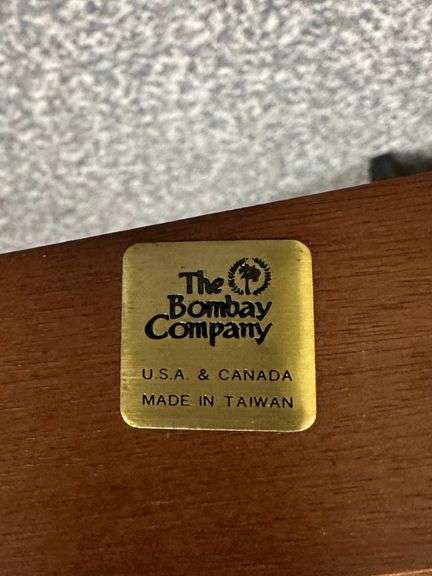 The
Bombay
Company
U.S.A. & CANADA
MADE IN TAIWAN